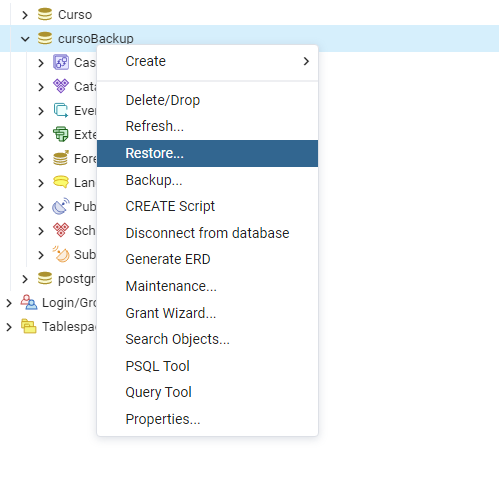 Curso
cursoBackup
Create
Cas
Cata
Delete/Drop
Even
Refresh...
Exte
Restore...
Fore
Backup...
Lan
CREATE Script
Pub
Disconnect from database
Sch
Generate ERD
Sub
postgr
Maintenance...
Login/Gro
Grant Wizard...
Tablespac
Search Objects...
PSQL Tool
Query Tool
Properties...